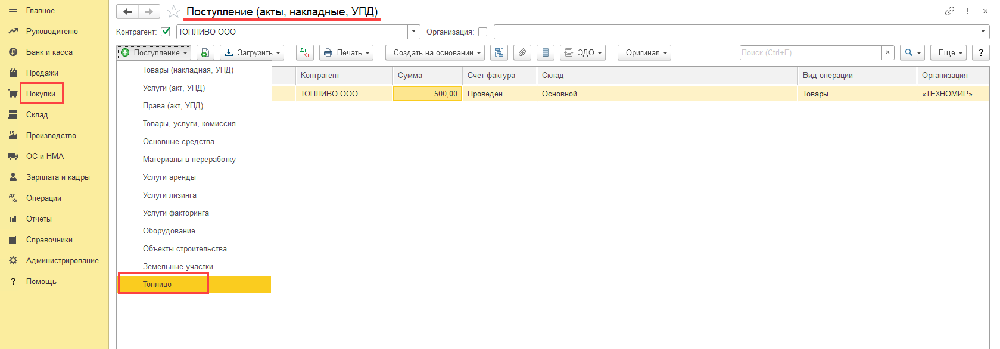 Главное
Руководителю
Банк и касса
Продажи
Покупки
Склад
Производство
ОС и НМА
Зарплата и кадры
Дт Кт Операции
Отчеты
Справочники
Администрирование
? Помощь
Поступление (акты, накладные, УПД)
Контрагент: ТОПЛИВО ООО Организация:
Поступление Загрузить Дт Кт Печать Создать на основании ЭДО Оригинал Поиск (Ctrl+F) × Еще ?
Контрагент Сумма Счет-фактура Склад Вид операции Организация
ТОПЛИВО ООО 500,00 Проведен Основной Товары «ТЕХНОМИР» ...
Товары (накладная, УПД)
Услуги (акт, УПД)
Права (акт, УПД)
Товары, услуги, комиссия
Основные средства
Материалы в переработку
Услуги аренды
Услуги лизинга
Услуги факторинга
Оборудование
Объекты строительства
Земельные участки
Топливо